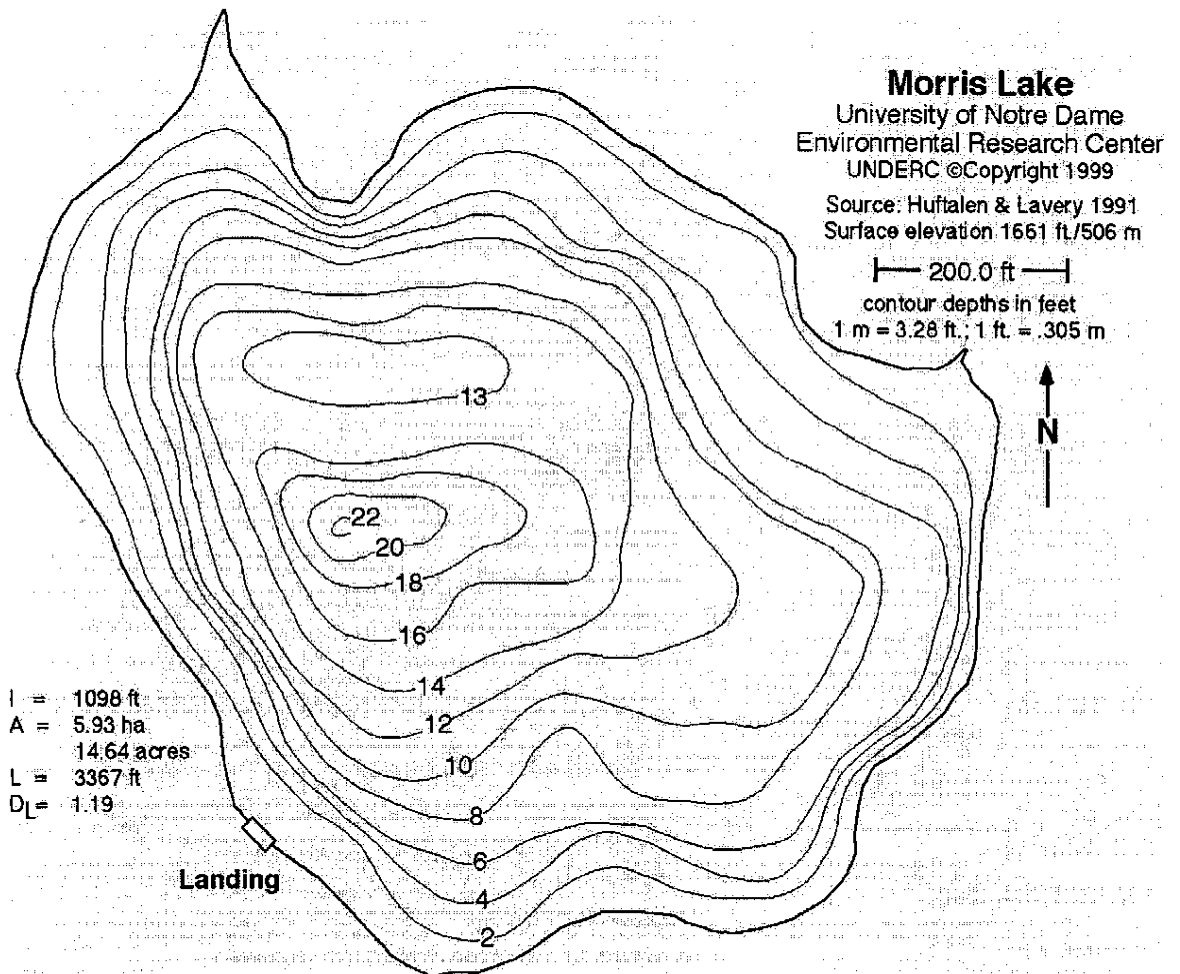 Morris Lake
University of Notre Dame
Environmental Research Center
UNDERC ©Copyright 1999
Source: Huftalen & Lavery 1991
Surface elevation 1661 ft./506 m
200.0 ft
contour depths in feet
1 m = 3.28 ft.; 1 ft. = .305 m
N
13
22
20
18
16
14
12
10
8
6
4
2
l = 1098 ft
A = 5.93 ha
14.64 acres
L = 3367 ft
DL= 1.19
Landing